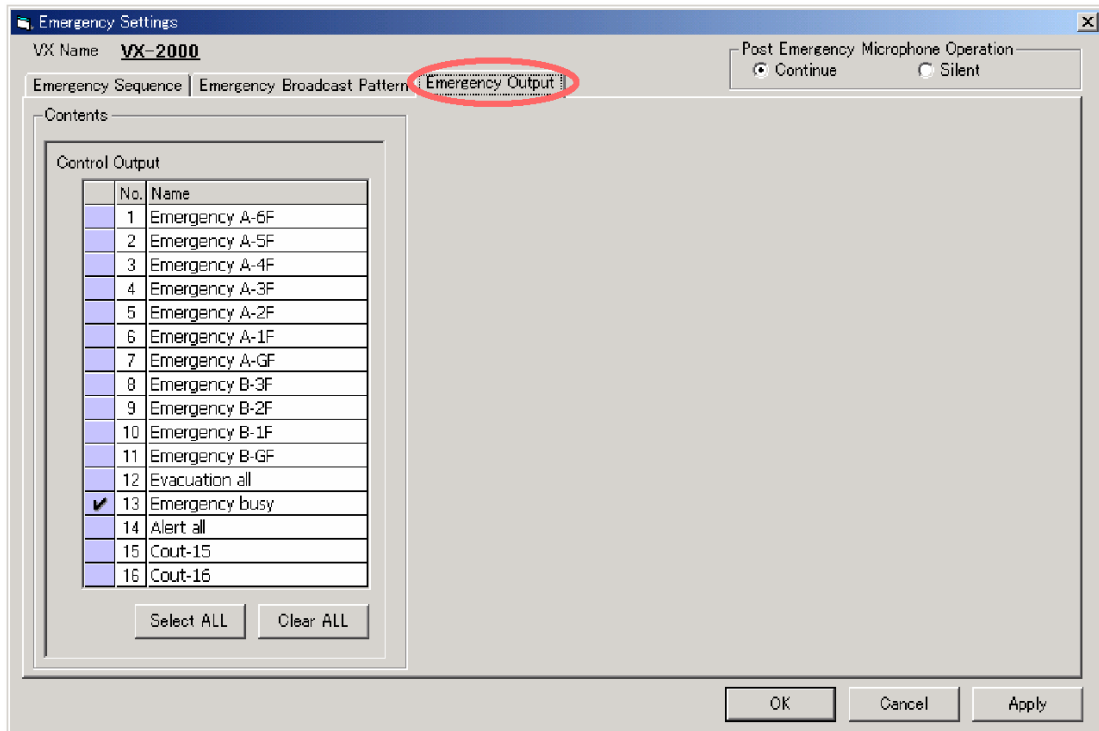 Emergency Settings
VX Name VX-2000
Post Emergency Microphone Operation
Continue Silent
Emergency Sequence Emergency Broadcast Pattern Emergency Output
Contents
Control Output
No. Name
1 Emergency A-6F
2 Emergency A-5F
3 Emergency A-4F
4 Emergency A-3F
5 Emergency A-2F
6 Emergency A-1F
7 Emergency A-GF
8 Emergency B-3F
9 Emergency B-2F
10 Emergency B-1F
11 Emergency B-GF
12 Evacuation all
13 Emergency busy
14 Alert all
15 Cout-15
16 Cout-16
Select ALL Clear ALL
OK Cancel Apply